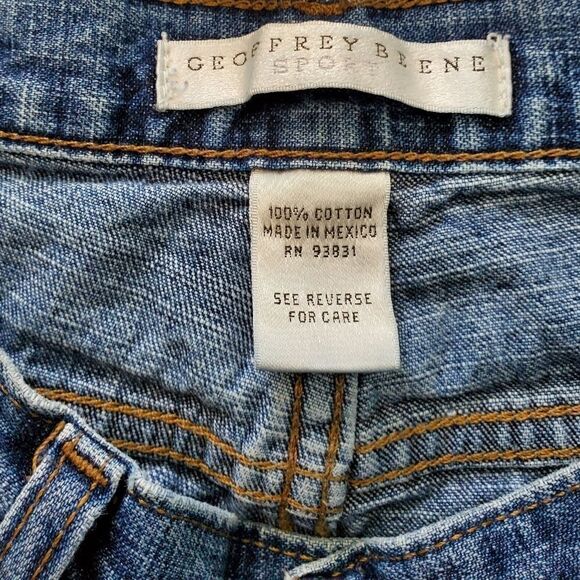 GEOFFREY BEENE
SPORT
100% COTTON
MADE IN MEXICO
RN 93831
SEE REVERSE
FOR CARE